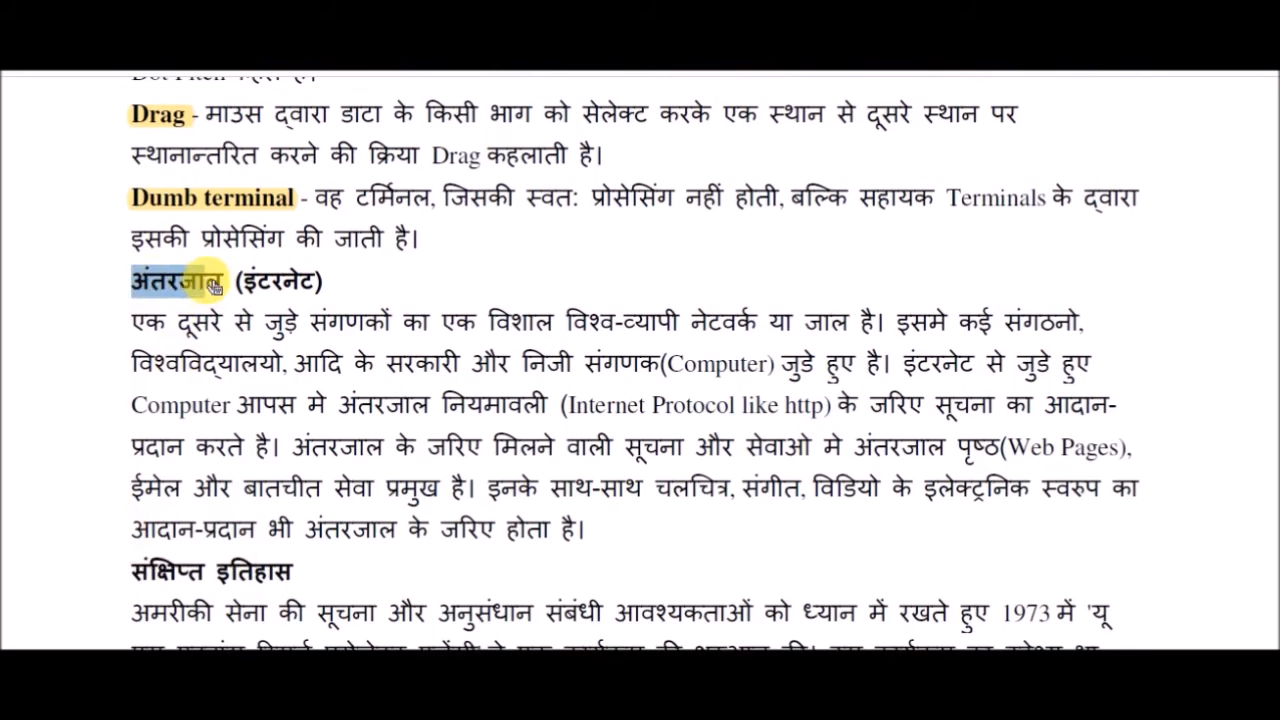 Drag - माउस द्वारा डाटा के किसी भाग को सेलेक्ट करके एक स्थान से दूसरे स्थान पर
स्थानान्तरित करने की क्रिया Drag कहलाती है।
Dumb terminal - वह टर्मिनल, जिसकी स्वत: प्रोसेसिंग नहीं होती, बल्कि सहायक Terminals के द्वारा
इसकी प्रोसेसिंग की जाती है।
अंतरजाल (इंटरनेट)
एक दूसरे से जुड़े संगणकों का एक विशाल विश्व-व्यापी नेटवर्क या जाल है। इसमे कई संगठनो,
विश्वविद्यालयो, आदि के सरकारी और निजी संगणक(Computer) जुडे हुए है। इंटरनेट से जुडे हुए
Computer आपस मे अंतरजाल नियमावली (Internet Protocol like http) के जरिए सूचना का आदान-
प्रदान करते है। अंतरजाल के जरिए मिलने वाली सूचना और सेवाओ मे अंतरजाल पृष्ठ(Web Pages),
ईमेल और बातचीत सेवा प्रमुख है। इनके साथ-साथ चलचित्र, संगीत, विडियो के इलेक्ट्रनिक स्वरुप का
आदान-प्रदान भी अंतरजाल के जरिए होता है।
संक्षिप्त इतिहास
अमरीकी सेना की सूचना और अनुसंधान संबंधी आवश्यकताओं को ध्यान में रखते हुए 1973 में 'यू